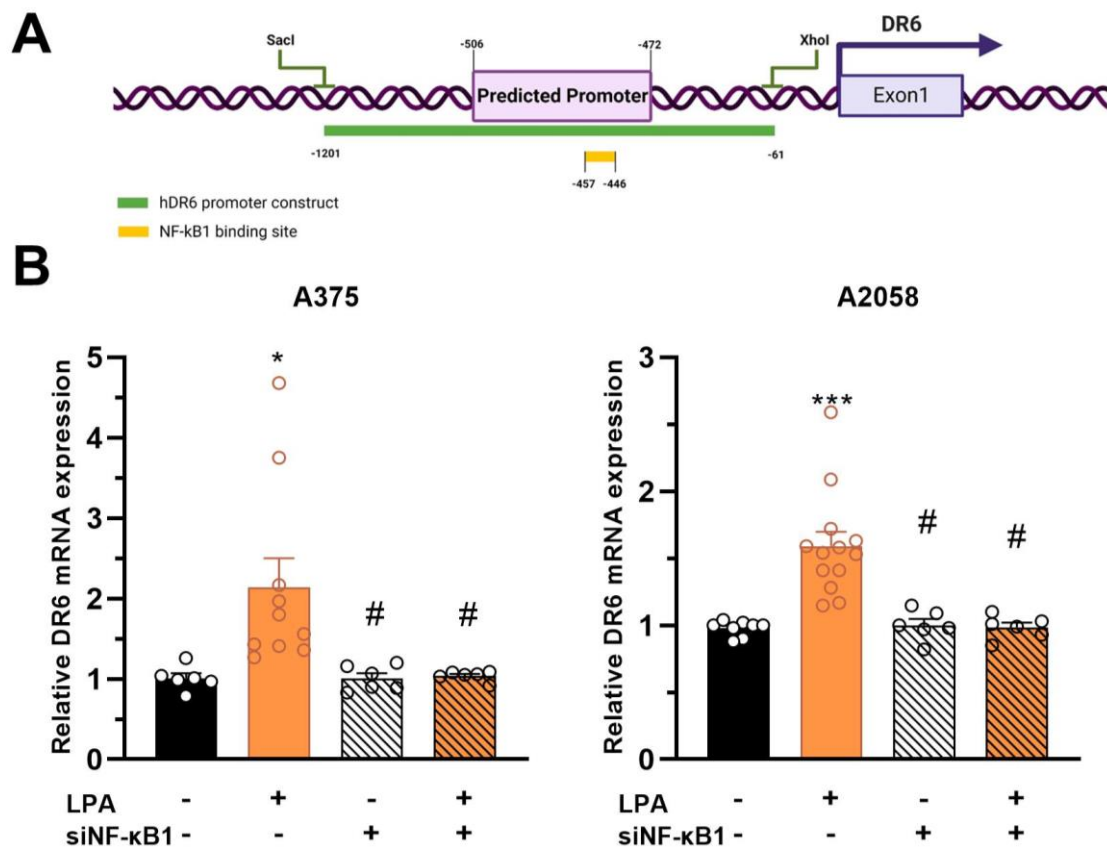 A
DR6
SacI
-506
-472
XhoI
Predicted Promoter
Exon1
-1201
-61
-457 -446
hDR6 promoter construct
NF-kB1 binding site
B
A375
A2058
Relative DR6 mRNA expression
5
4
3
2
1
0
*
#
#
LPA - + - +
siNF-κB1 - - + +
Relative DR6 mRNA expression
3
2
1
0
***
#
#
LPA - + - +
siNF-κB1 - - + +